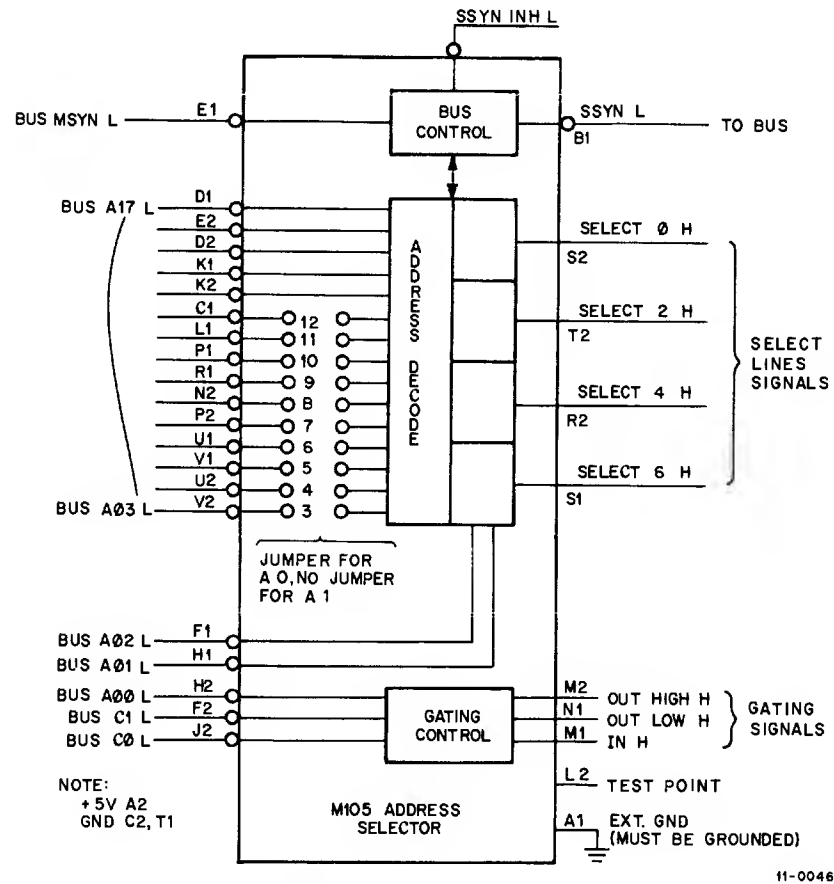 SSYN INH L
BUS MSYN L
E1
BUS
CONTROL
SSYN L
B1
TO BUS
BUS A17 L
D1
E2
D2
K1
K2
C1
L1
P1
R1
N2
P2
U1
V1
U2
V2
BUS AØ3 L
12
11
10
9
8
7
6
5
4
3
ADDRESS DECODE
SELECT Ø H
S2
SELECT 2 H
T2
SELECT 4 H
R2
SELECT 6 H
S1
SELECT
LINES
SIGNALS
JUMPER FOR
A 0, NO JUMPER
FOR A 1
BUS AØ2 L
F1
BUS AØ1 L
H1
BUS AØØ L
H2
BUS C1 L
F2
BUS CØ L
J2
GATING
CONTROL
M2
OUT HIGH H
N1
OUT LOW H
M1
IN H
GATING
SIGNALS
L2
TEST POINT
A1
EXT. GND
(MUST BE GROUNDED)
NOTE:
+5V A2
GND C2, T1
M105 ADDRESS
SELECTOR
11-0046